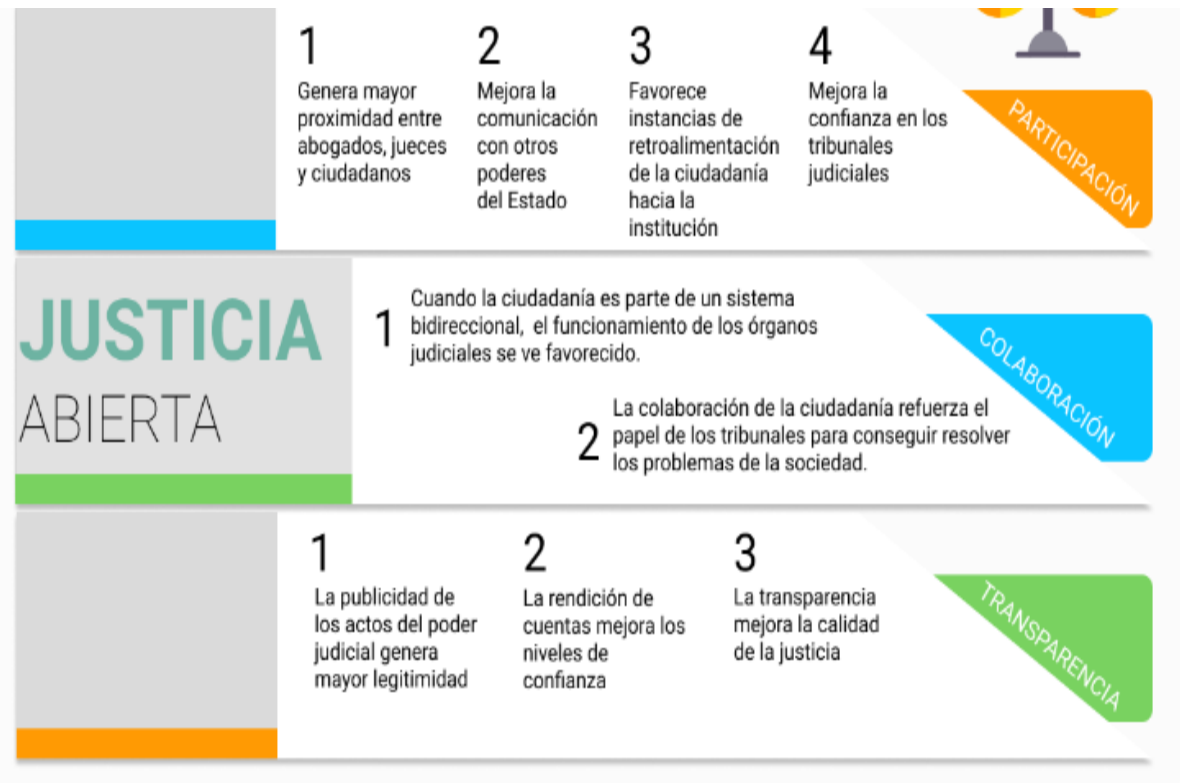 1
Genera mayor
proximidad entre
abogados, jueces
y ciudadanos
2
Mejora la
comunicación
con otros
poderes
del Estado
3
Favorece
instancias de
retroalimentación
de la ciudadanía
hacia la
institución
4
Mejora la
confianza en los
tribunales
judiciales
PARTICIPACIÓN
JUSTICIA
ABIERTA
1
Cuando la ciudadanía es parte de un sistema
bidireccional, el funcionamiento de los órganos
judiciales se ve favorecido.
2
La colaboración de la ciudadanía refuerza el
papel de los tribunales para conseguir resolver
los problemas de la sociedad.
COLABORACIÓN
1
La publicidad de
los actos del poder
judicial genera
mayor legitimidad
2
La rendición de
cuentas mejora los
niveles de
confianza
3
La transparencia
mejora la calidad
de la justicia
TRANSPARENCIA